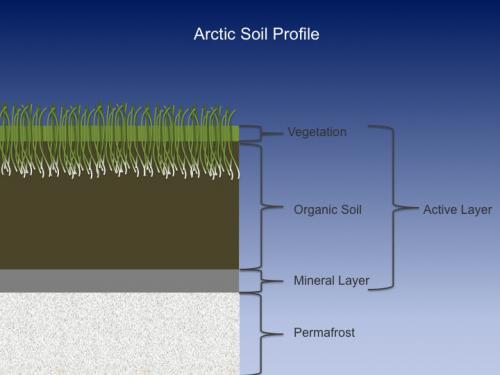 Arctic Soil Profile
Vegetation
Organic Soil
Active Layer
Mineral Layer
Permafrost